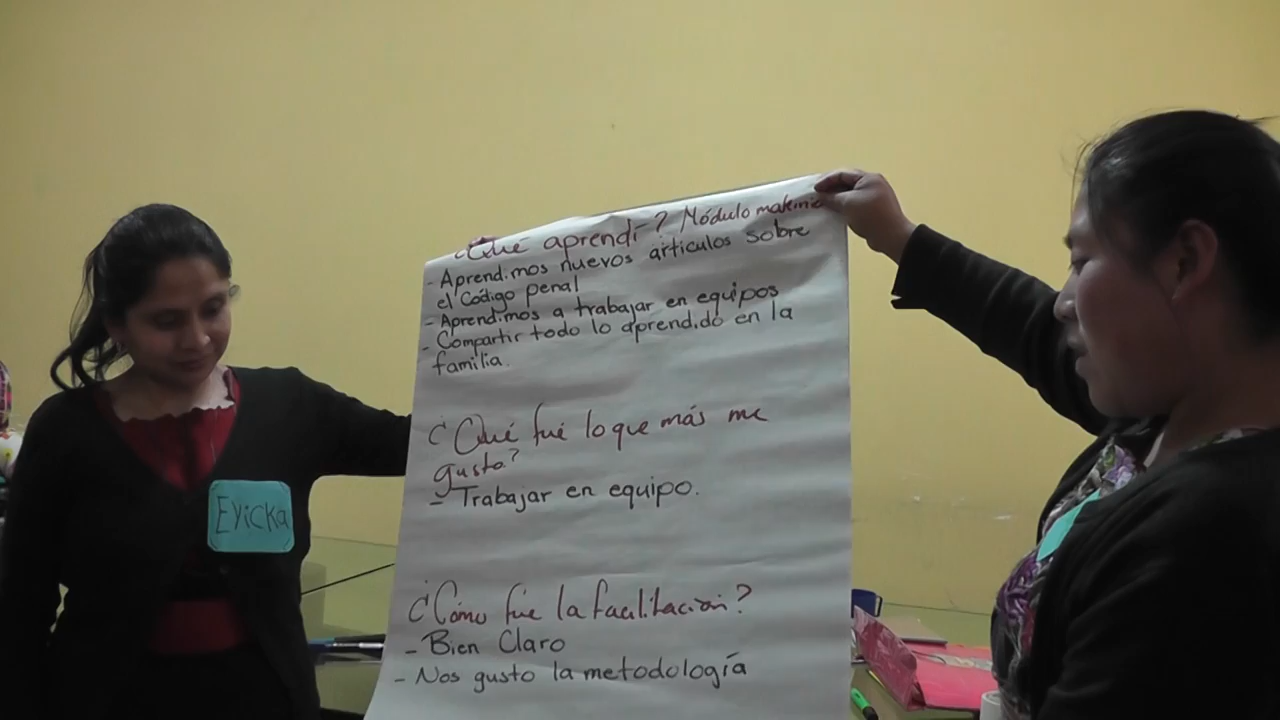 ¿Qué aprendí? Módulo
- Aprendimos nuevos artículos sobre
el Código penal
- Aprendimos a trabajar en equipos
- Compartir todo lo aprendido en la
familia.
¿Qué fué lo que más me
gusto?
- Trabajar en equipo.
¿Cómo fue la facilitación?
- Bien Claro
- Nos gusto la metodología
Eyicka